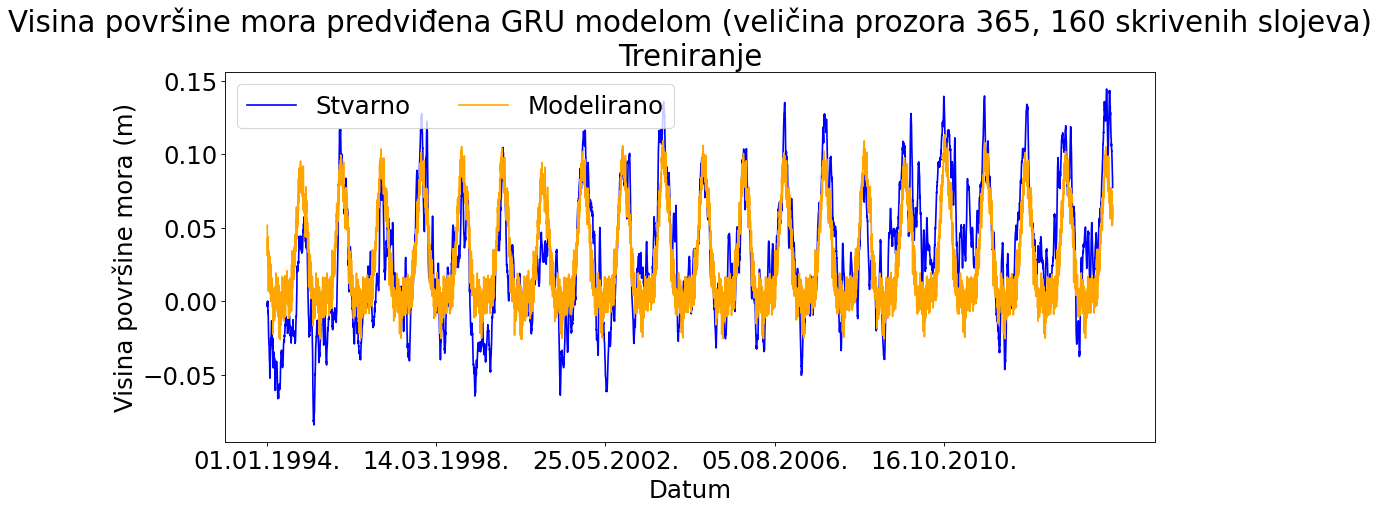 Visina površine mora predviđena GRU modelom (veličina prozora 365, 160 skrivenih slojeva)
Treniranje
Stvarno
Modelirano
Visina površine mora (m)
0.15
0.10
0.05
0.00
−0.05
01.01.1994.
14.03.1998.
25.05.2002.
05.08.2006.
16.10.2010.
Datum